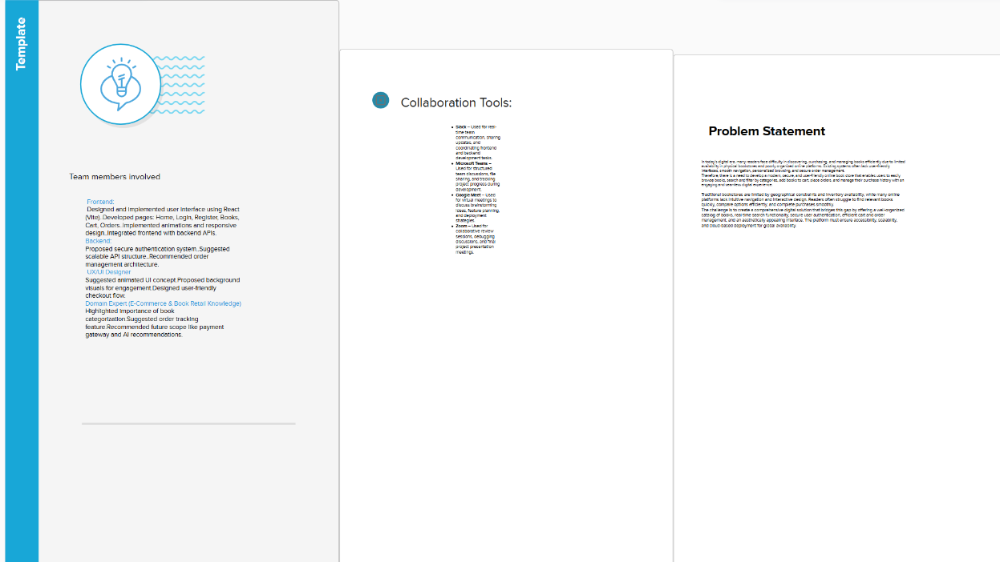 Template
Team members involved
Frontend:
Designed and Implemented user Interface using React
(Vite)..Developed pages: Home, Login, Register, Books,
Cart, Orders..Implemented animations and responsive
design..Integrated frontend with backend APIs.
Backend:
Proposed secure authentication system..Suggested
scalable API structure..Recommended order
management architecture.
UX/UI Designer
Suggested animated UI concept.Proposed background
visuals for engagement.Designed user-friendly
checkout flow.
Domain Expert (E-Commerce & Book Retail Knowledge)
Highlighted importance of book
categorization.Suggested order tracking
feature.Recommended future scope like payment
gateway and AI recommendations.
Collaboration Tools:
• Slack – Used for real-
time team
communication, sharing
updates, and
coordinating frontend
and backend
development tasks.
• Microsoft Teams –
Used for structured
team discussions, file
sharing, and tracking
project progress during
development.
• Google Meet – Used
for virtual meetings to
discuss brainstorming
ideas, feature planning,
and deployment
strategies.
• Zoom – Used for
collaborative review
sessions, debugging
discussions, and final
project presentation
meetings.
Problem Statement
In today's digital era, many readers face difficulty in discovering, purchasing, and managing books efficiently due to limited
availability in physical bookstores and poorly organized online platforms. Existing systems often lack user-friendly
interfaces, smooth navigation, personalized browsing, and secure order management.
Therefore, there is a need to develop a modern, secure, and user-friendly online book store that enables users to easily
browse books, search and filter by categories, add books to cart, place orders, and manage their purchase history with an
engaging and seamless digital experience.
Traditional bookstores are limited by geographical constraints and inventory availability, while many online
platforms lack intuitive navigation and interactive design. Readers often struggle to find relevant books
quickly, compare options efficiently, and complete purchases smoothly.
The challenge is to create a comprehensive digital solution that bridges this gap by offering a well-organized
catalog of books, real-time search functionality, secure user authentication, efficient cart and order
management, and an aesthetically appealing interface. The platform must ensure accessibility, scalability,
and cloud-based deployment for global availability.